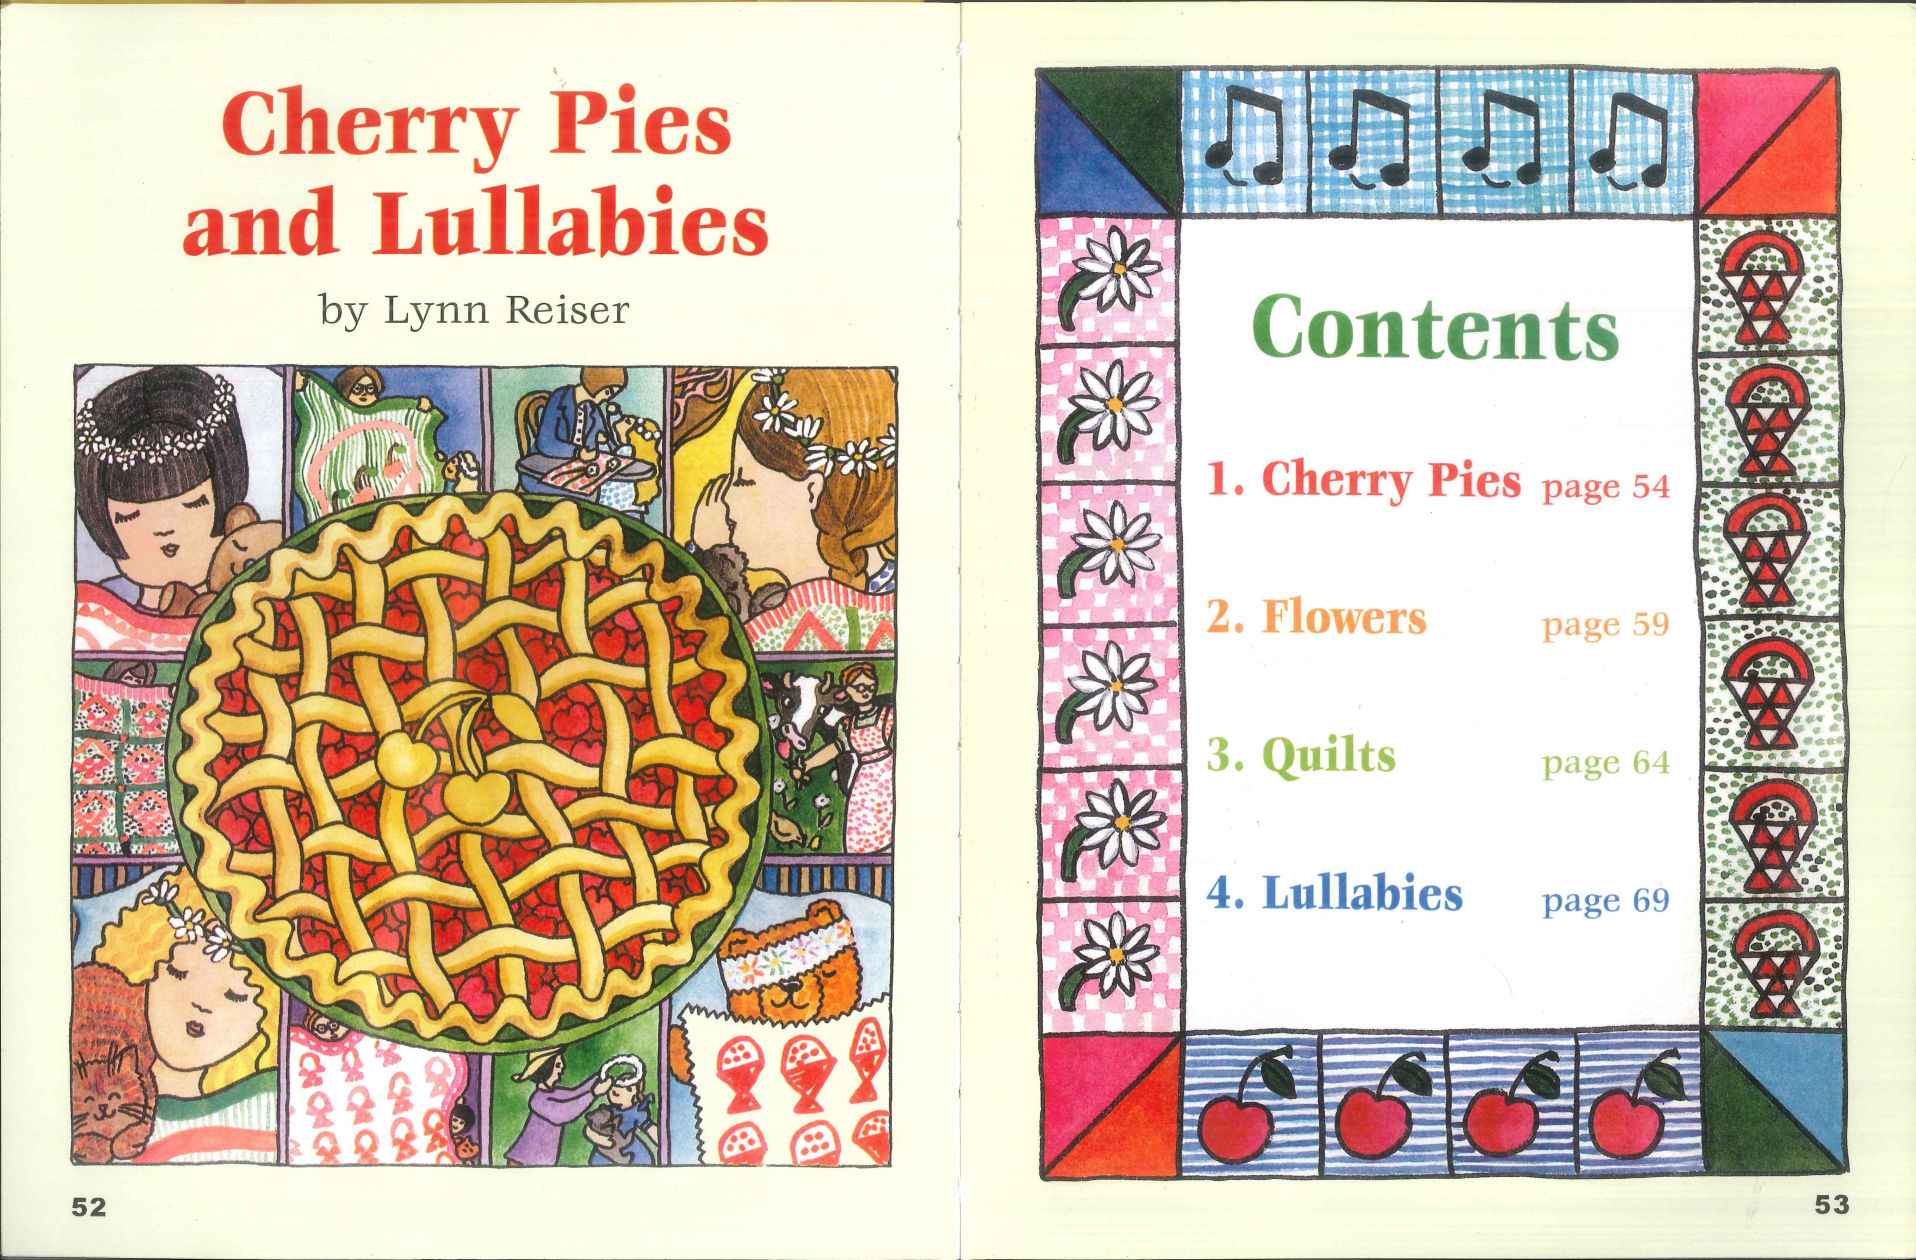 Cherry Pies
and Lullabies
by Lynn Reiser
52
Contents
1. Cherry Pies page 54
2. Flowers page 59
3. Quilts page 64
4. Lullabies page 69
53